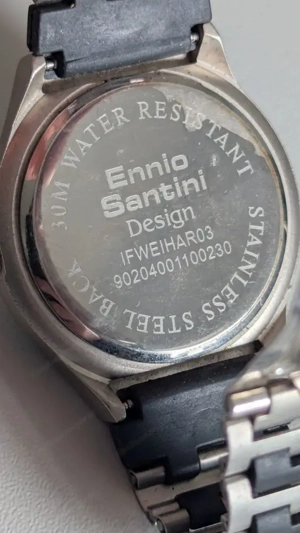 30M WATER RESISTANT
Ennio
Santini
Design
IFWEIHAR03
90204001100230
STAINLESS STEEL BACK